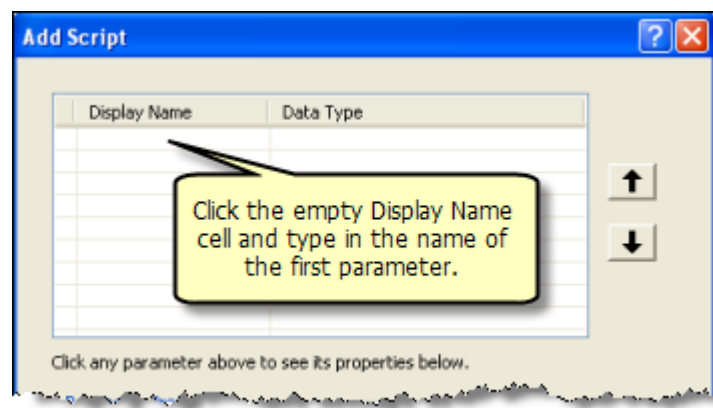 Add Script
Display Name Data Type
Click the empty Display Name
cell and type in the name of
the first parameter.
Click any parameter above to see its properties below.